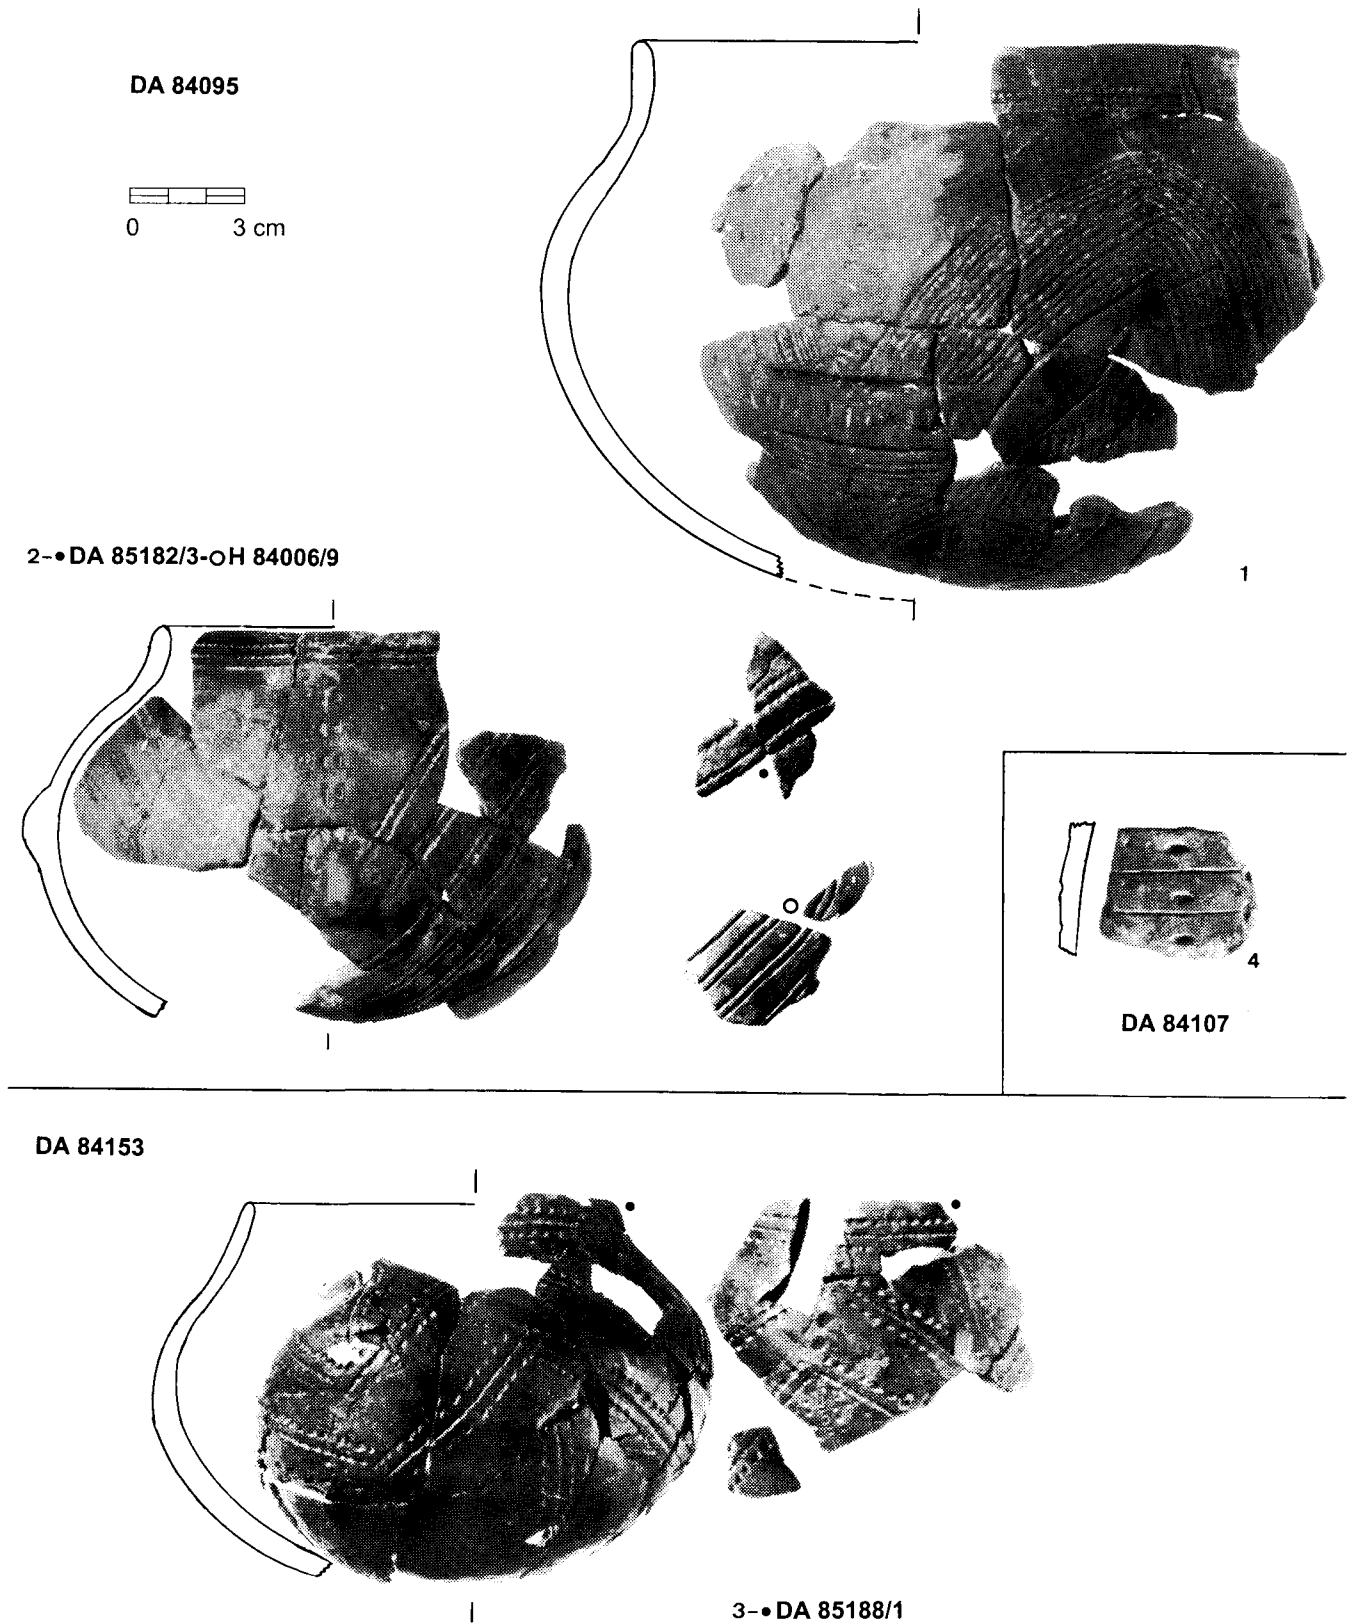 DA 84095
0 3 cm
1
2-•DA 85182/3-○H 84006/9
•
○
4
DA 84107
DA 84153
• •
3-•DA 85188/1